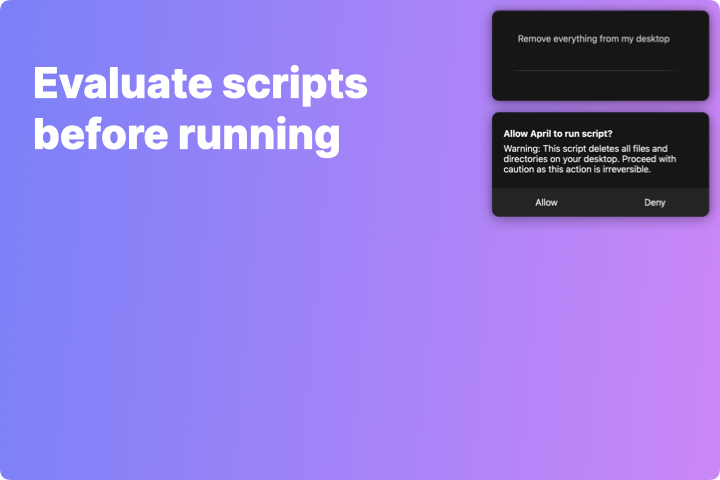 Evaluate scripts
before running
Remove everything from my desktop
Allow April to run script?
Warning: This script deletes all files and
directories on your desktop. Proceed with
caution as this action is irreversible.
Allow
Deny